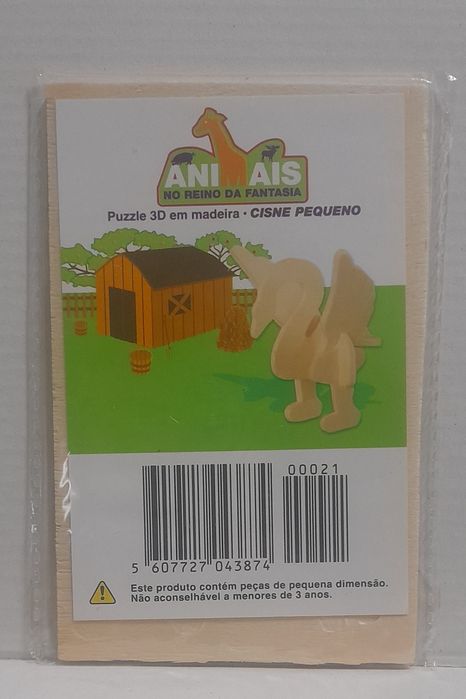 ANIMAIS
NO REINO DA FANTASIA
Puzzle 3D em madeira • CISNE PEQUENO
00021
5 607727 043874
Este produto contém peças de pequena dimensão.
Não aconselhável a menores de 3 anos.